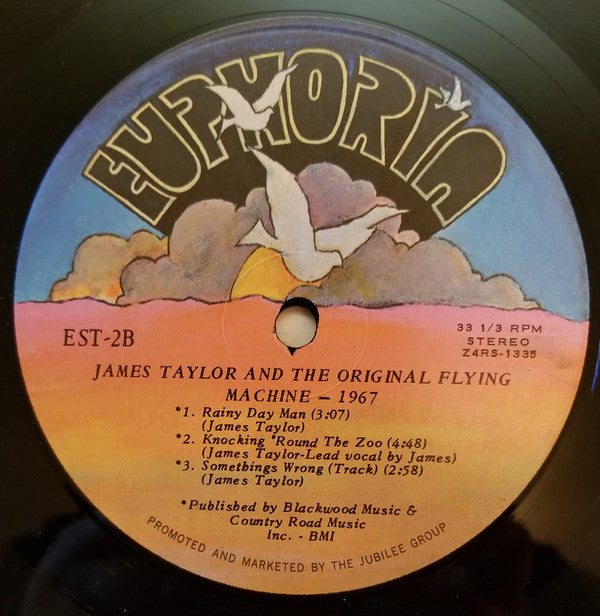 EUPHORIA
EST-2B
33 1/3 RPM
STEREO
Z4RS-1335
JAMES TAYLOR AND THE ORIGINAL FLYING
MACHINE — 1967
*1. Rainy Day Man (3:07)
(James Taylor)
*2. Knocking 'Round The Zoo (4:48)
(James Taylor-Lead vocal by James)
*3. Somethings Wrong (Track) (2:58)
(James Taylor)
*Published by Blackwood Music &
Country Road Music
Inc. - BMI
PROMOTED AND MARKETED BY THE JUBILEE GROUP